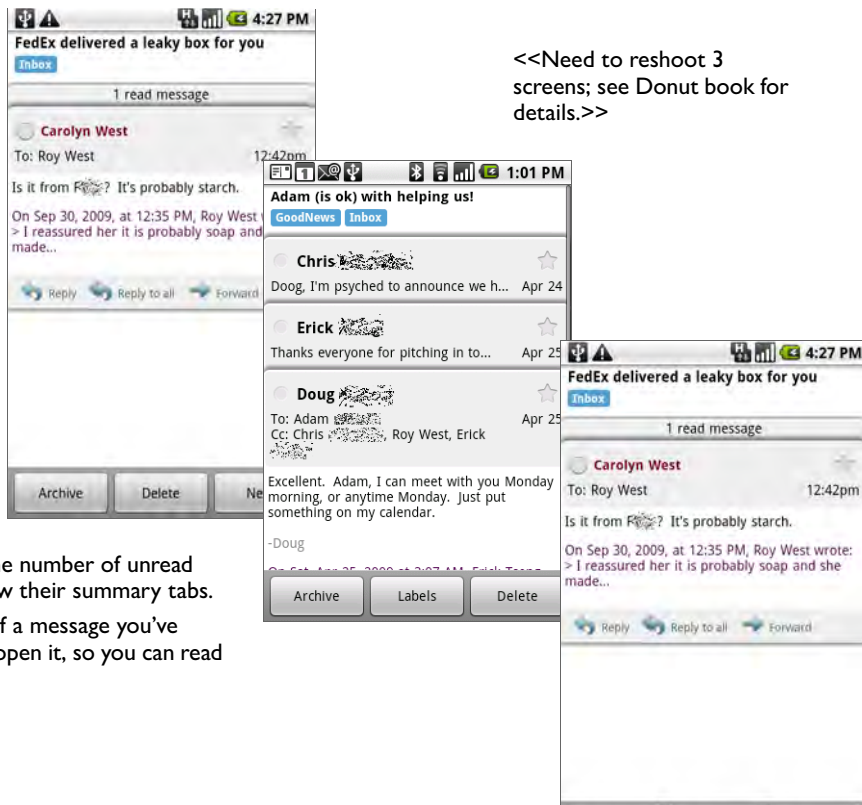 4:27 PM
FedEx delivered a leaky box for you
Inbox
1 read message
Carolyn West
To: Roy West
12:42pm
Is it from ? It's probably starch.
On Sep 30, 2009, at 12:35 PM, Roy West
> I reassured her it is probably soap and
made...
Reply Reply to all Forward
Archive Delete Ne
<<Need to reshoot 3
screens; see Donut book for
details.>>
1 1:01 PM
Adam (is ok) with helping us!
GoodNews Inbox
Chris
Doog, I'm psyched to announce we h... Apr 24
Erick
Thanks everyone for pitching in to... Apr 25
Doug
To: Adam Apr 25
Cc: Chris , Roy West, Erick
Excellent. Adam, I can meet with you Monday
morning, or anytime Monday. Just put
something on my calendar.
-Doug
Archive Labels Delete
4:27 PM
FedEx delivered a leaky box for you
Inbox
1 read message
Carolyn West
To: Roy West 12:42pm
Is it from ? It's probably starch.
On Sep 30, 2009, at 12:35 PM, Roy West wrote:
> I reassured her it is probably soap and she
made...
Reply Reply to all Forward
number of unread
their summary tabs.
a message you've
open it, so you can read